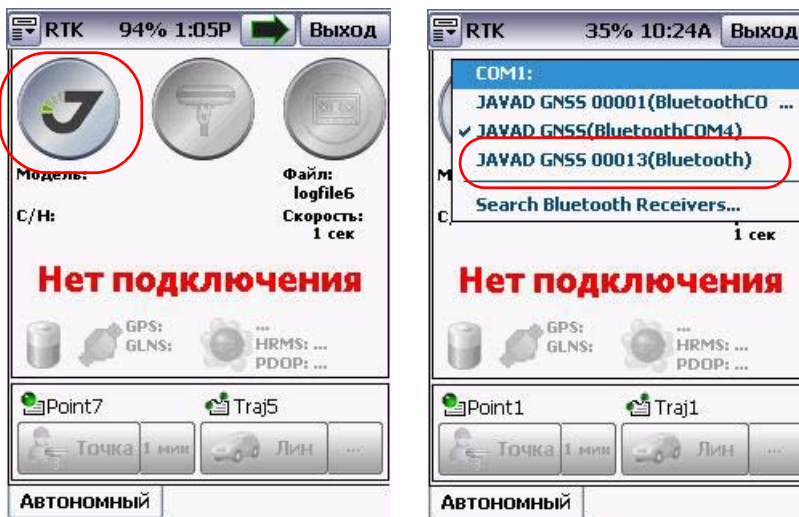 RTK 94% 1:05P Выход
Модель:
Файл:
logfile6
С/Н:
Скорость:
1 сек
Нет подключения
GPS:
GLNS:
...
HRMS: ...
PDOP: ...
Point7 Traj5
Точка 1 мин Лин ...
Автономный
RTK 35% 10:24A Выход
COM1:
JAVAD GNSS 00001(BluetoothCO ...
JAVAD GNSS(BluetoothCOM4)
JAVAD GNSS 00013(Bluetooth)
Search Bluetooth Receivers...
1 сек
Нет подключения
GPS:
GLNS:
...
HRMS: ...
PDOP: ...
Point1 Traj1
Точка 1 мин Лин ...
Автономный